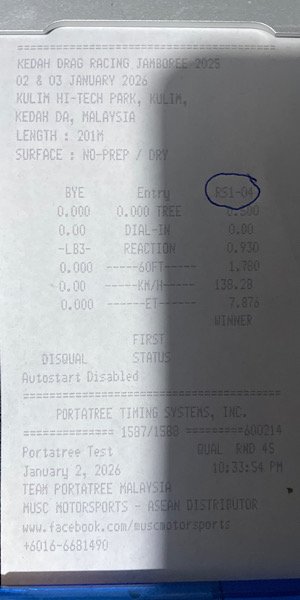 ==============================================
KEDAH DRAG RACING JAMBOREE 2025
02 & 03 JANUARY 2026
KULIM HI-TECH PARK, KULIM,
KEDAH DA, MALAYSIA
LENGTH : 201M
SURFACE : NO-PREP / DRY
BYE Entry RS1-04
0.000 0.000 TREE 0.500
0.00 DIAL-IN 0.00
-LB3- REACTION 0.930
0.000 ------60FT---- 1.780
0.00 -----KM/H----- 138.28
0.000 ------ET------ 7.876
WINNER
FIRST
DISQUAL STATUS
Autostart Disabled
==============================================
PORTATREE TIMING SYSTEMS, INC.
============== 1587/1588 =========600214
Portatree Test QUAL RND 45
January 2, 2026 10:33:54 PM
TEAM PORTATREE MALAYSIA
MUSC MOTORSPORTS - ASEAN DISTRIBUTOR
www.facebook.com/muscmotorsports
+6016-6681490